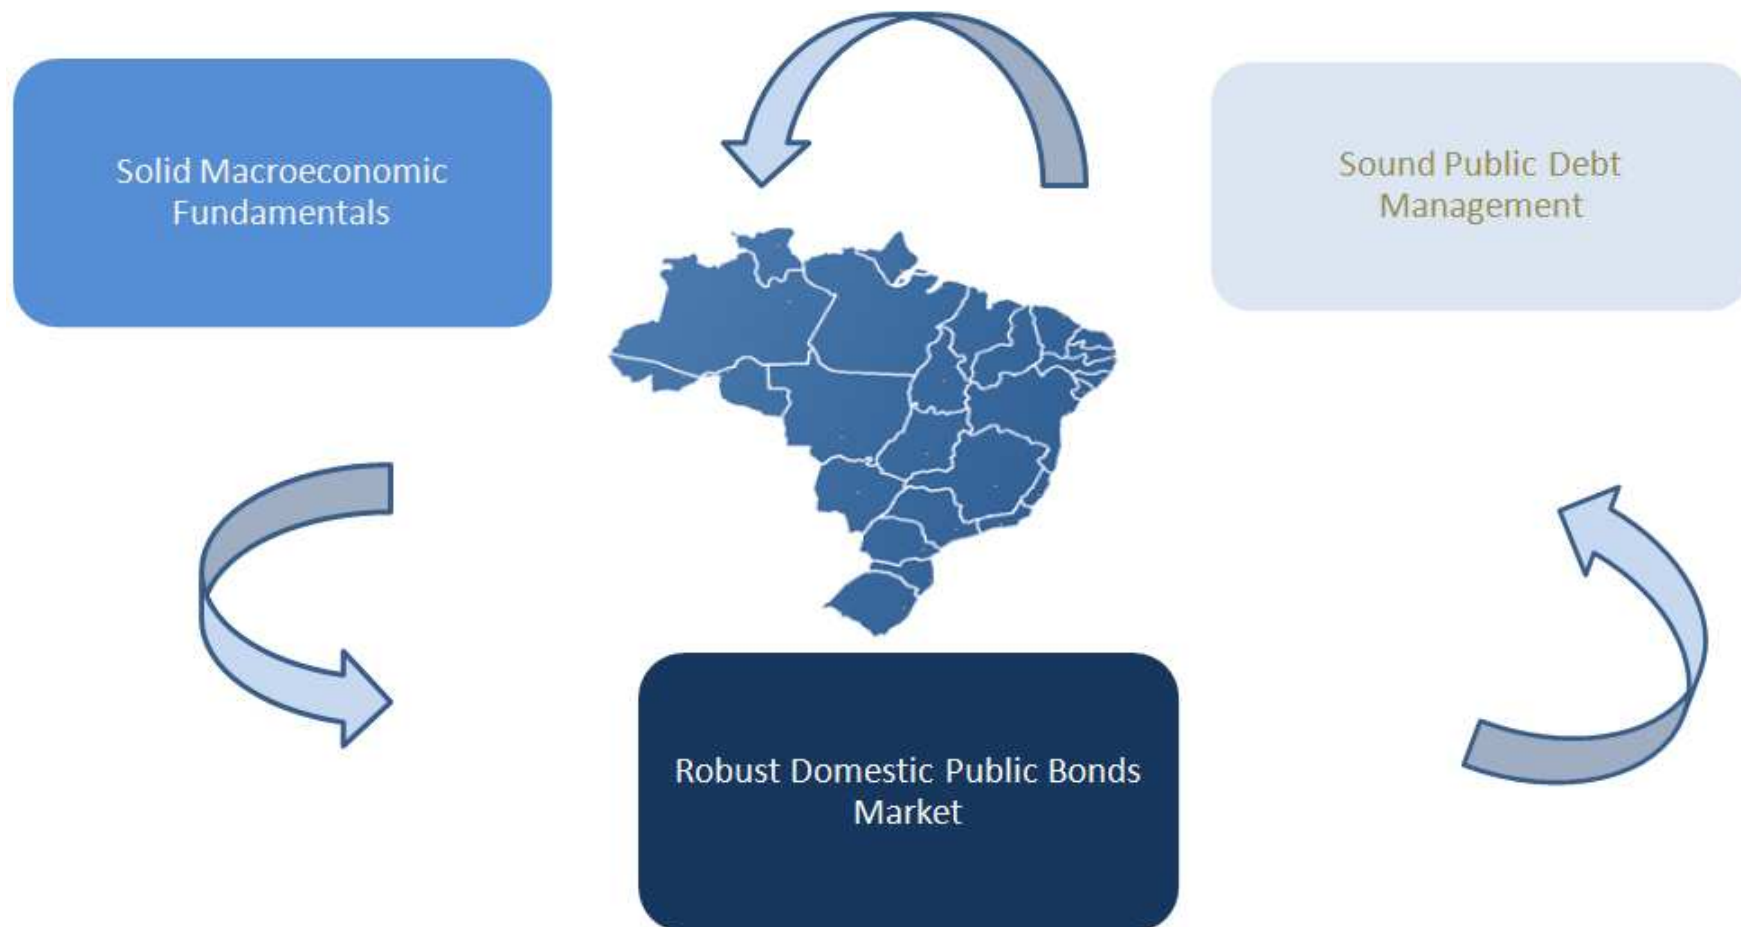 Solid Macroeconomic
Fundamentals
Sound Public Debt
Management
Robust Domestic Public Bonds
Market